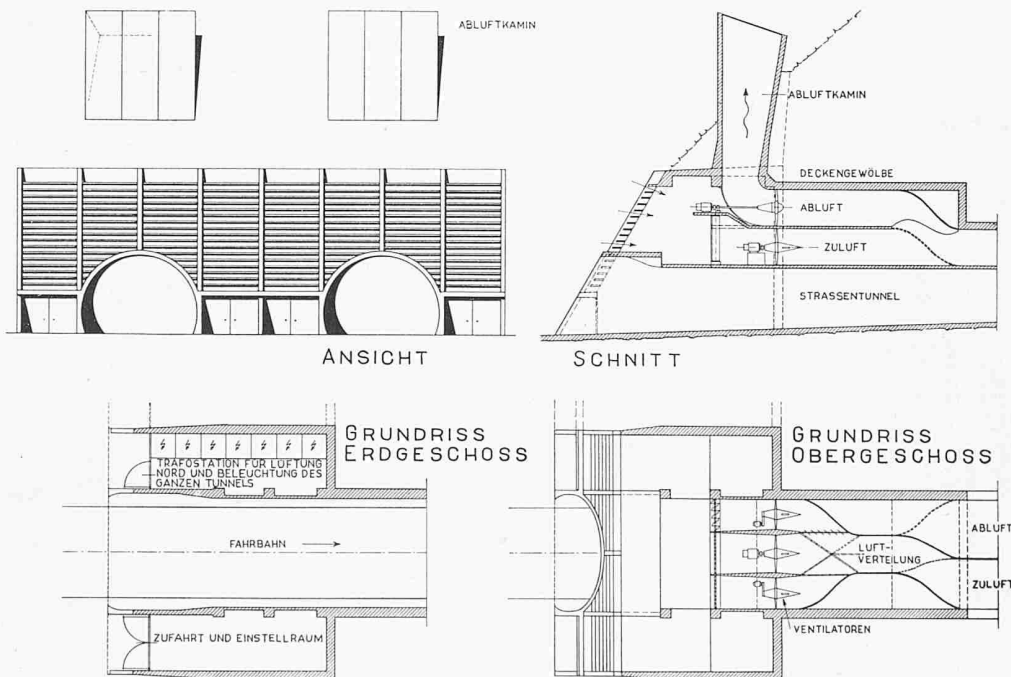 ABLUFTKAMIN
ABLUFTKAMIN
DECKENGEWÖLBE
ABLUFT
ZULUFT
STRASSENTUNNEL
ANSICHT
SCHNITT
GRUNDRISS
ERDGESCHOSS
TRAFOSTATION FÜR LÜFTUNG
NORD UND BELEUCHTUNG DES
GANZEN TUNNELS
FAHRBAHN
ZUFAHRT UND EINSTELLRAUM
GRUNDRISS
OBERGESCHOSS
ABLUFT
LUFT-
VERTEILUNG
ZULUFT
VENTILATOREN